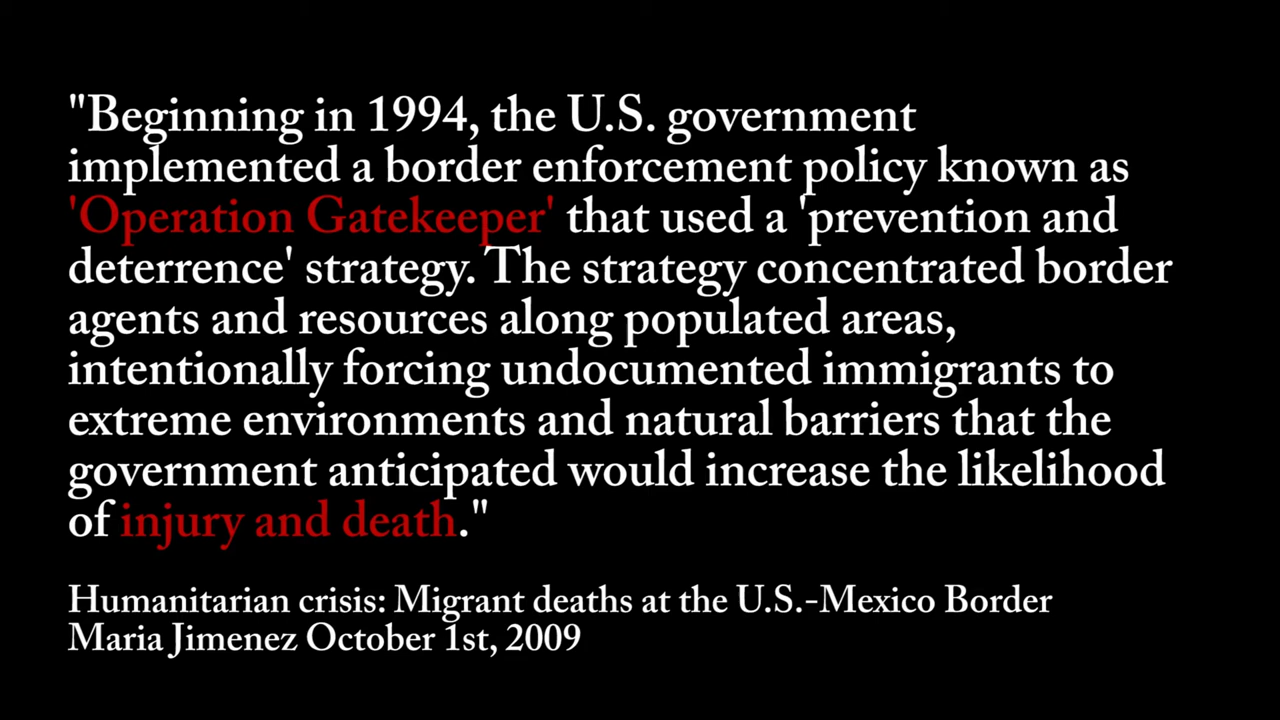 "Beginning in 1994, the U.S. government
implemented a border enforcement policy known as
'Operation Gatekeeper' that used a 'prevention and
deterrence' strategy. The strategy concentrated border
agents and resources along populated areas,
intentionally forcing undocumented immigrants to
extreme environments and natural barriers that the
government anticipated would increase the likelihood
of injury and death."
Humanitarian crisis: Migrant deaths at the U.S.-Mexico Border
Maria Jimenez October 1st, 2009